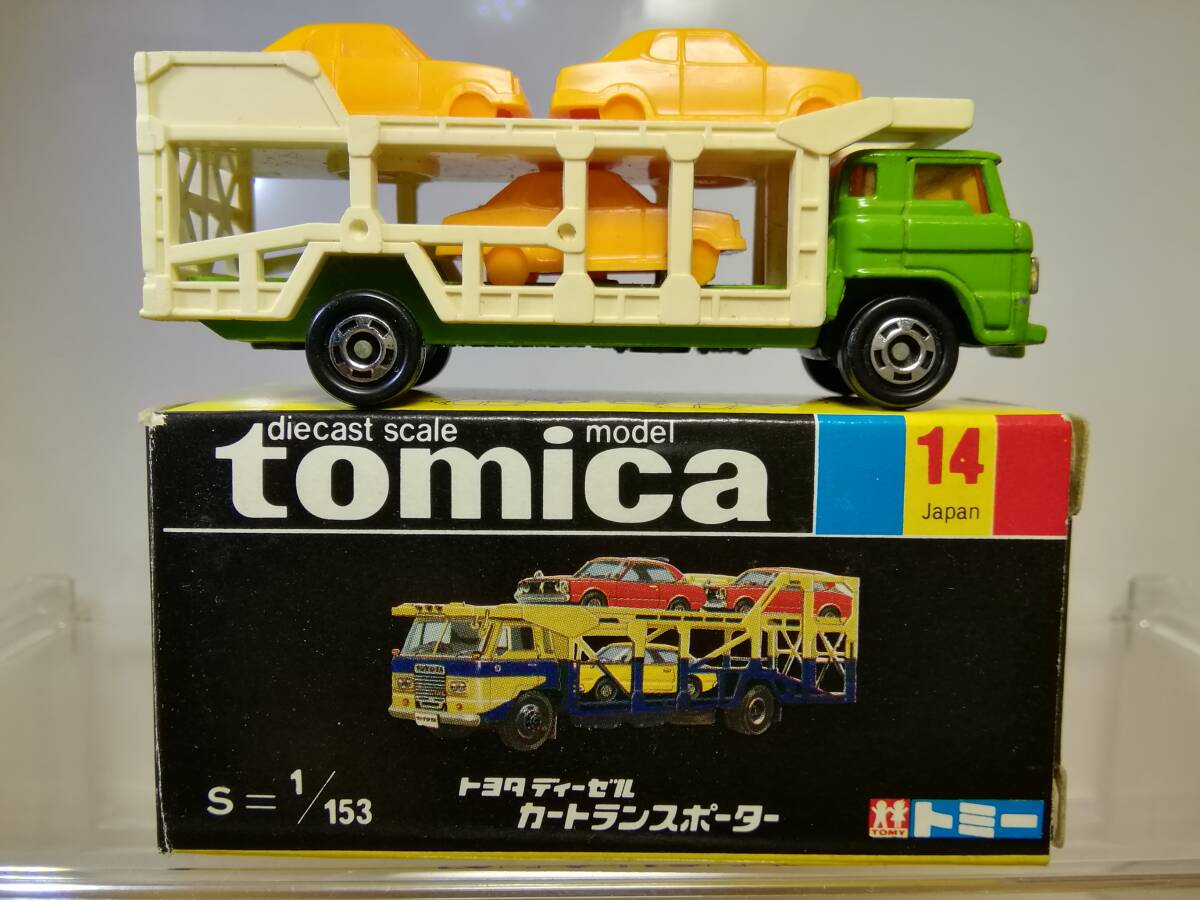 diecast scale model
tomica
14
Japan
TOYOTA
S = 1/153
トヨタ ディーゼル
カートランスポーター
TOMY
トミー